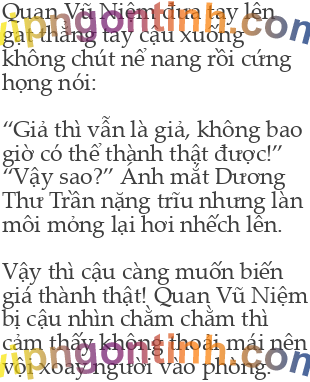 Quan Vũ Niệm đưa tay lên
gạt thẳng tay cậu xuống
không chút nể nang rồi cứng
họng nói:
“Giả thì vẫn là giả, không bao
giờ có thể thành thật được!”
“Vậy sao?” Ánh mắt Dương
Thư Trần nặng trĩu nhưng làn
môi mỏng lại hơi nhếch lên.
Vậy thì cậu càng muốn biến
giá thành thật! Quan Vũ Niệm
bị cậu nhìn chằm chằm thì
cảm thấy không thoải mái nên
vội xoay người vào phòng.
vipngontinh.com
vipngontinh.com